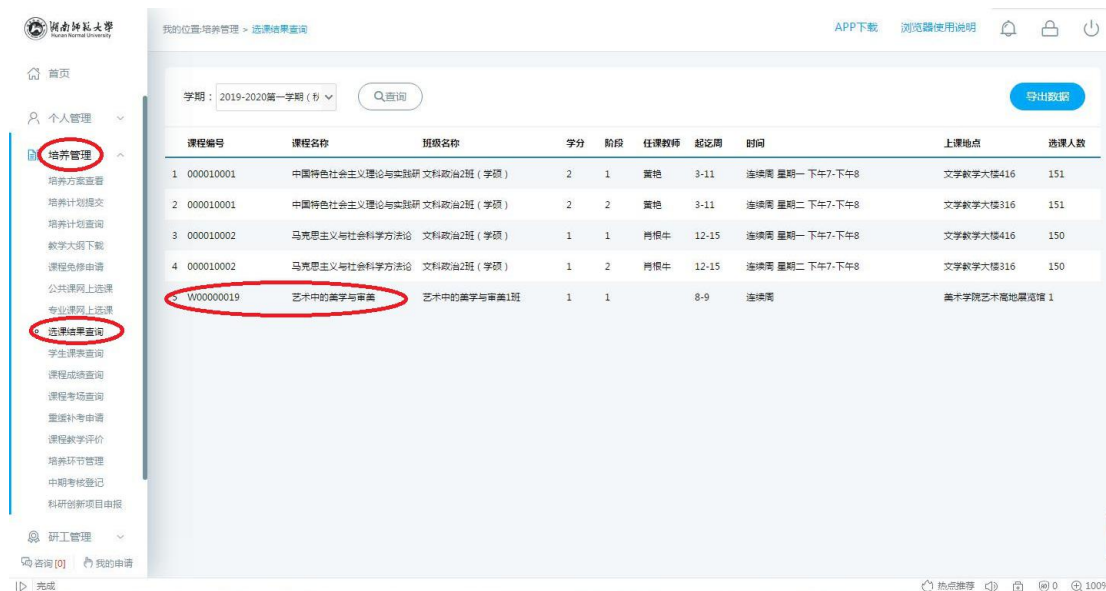 湖南师范大学
Hunan Normal University
我的位置:培养管理 > 选课结果查询
APP下载 浏览器使用说明
首页
个人管理
培养管理
培养方案查看
培养计划提交
培养计划查询
教学大纲下载
课程免修申请
公共课网上选课
专业课网上选课
选课结果查询
学生课表查询
课程成绩查询
课程考场查询
重缓补考申请
课程教学评价
培养环节管理
中期考核登记
科研创新项目申报
研工管理
咨询[0] 我的申请
学期： 2019-2020第一学期 ( 秋 查询 导出数据
课程编号 课程名称 班级名称 学分 阶段 任课教师 起讫周 时间 上课地点 选课人数
1 000010001 中国特色社会主义理论与实践研 文科政治2班 ( 学硕 ) 2 1 黄艳 3-11 连续周 星期一 下午7-下午8 文学教学大楼416 151
2 000010001 中国特色社会主义理论与实践研 文科政治2班 ( 学硕 ) 2 2 黄艳 3-11 连续周 星期二 下午7-下午8 文学教学大楼316 151
3 000010002 马克思主义与社会科学方法论 文科政治2班 ( 学硕 ) 1 1 肖根牛 12-15 连续周 星期一 下午7-下午8 文学教学大楼416 150
4 000010002 马克思主义与社会科学方法论 文科政治2班 ( 学硕 ) 1 2 肖根牛 12-15 连续周 星期二 下午7-下午8 文学教学大楼316 150
5 W00000019 艺术中的美学与审美 艺术中的美学与审美1班 1 1 8-9 连续周 美术学院艺术高地展览馆 1
完成
热点推荐 0 100%